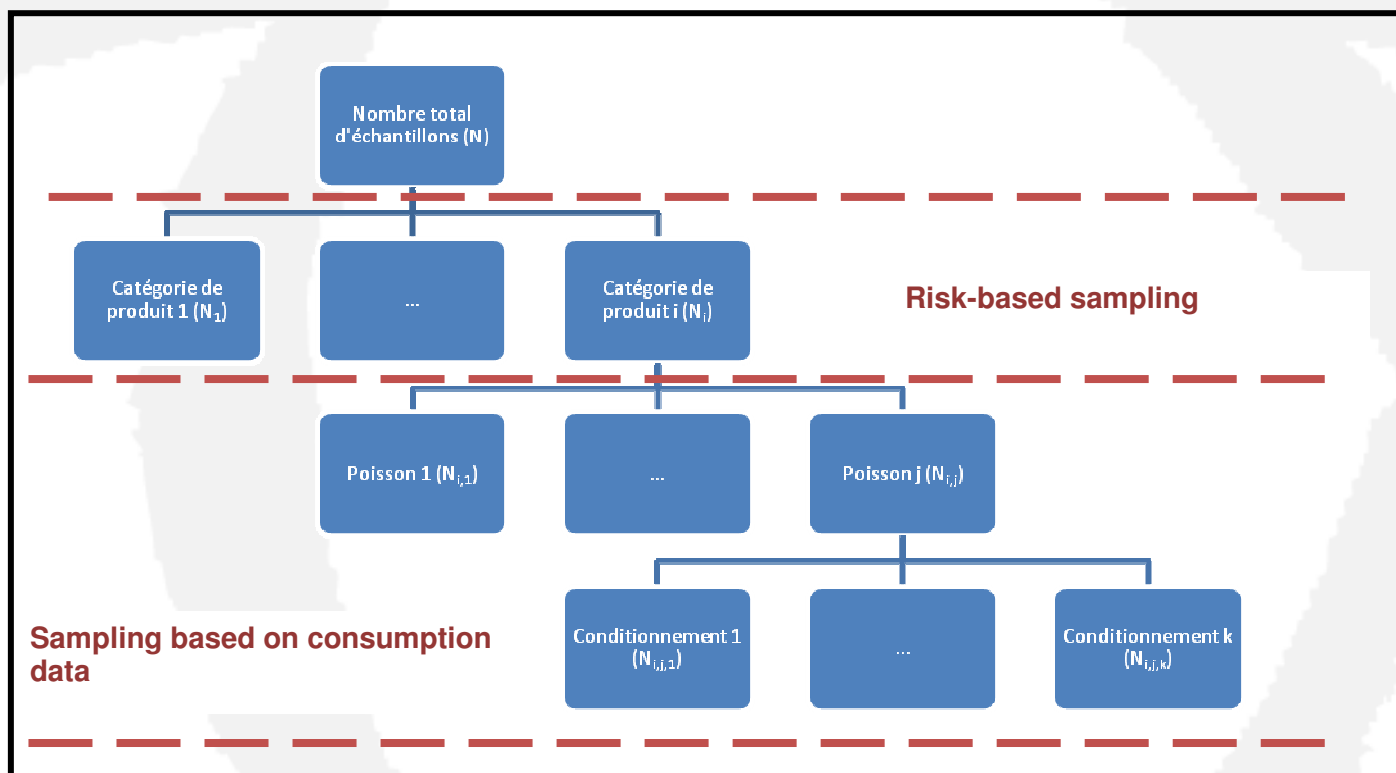 Nombre total
d'échantillons (N)
Catégorie de
produit 1 (N₁)
...
Catégorie de
produit i (Nᵢ)
Risk-based sampling
Poisson 1 (Nᵢ,₁)
...
Poisson j (Nᵢ,ⱼ)
Sampling based on consumption
data
Conditionnement 1
(Nᵢ,ⱼ,₁)
...
Conditionnement k
(Nᵢ,ⱼ,ₖ)